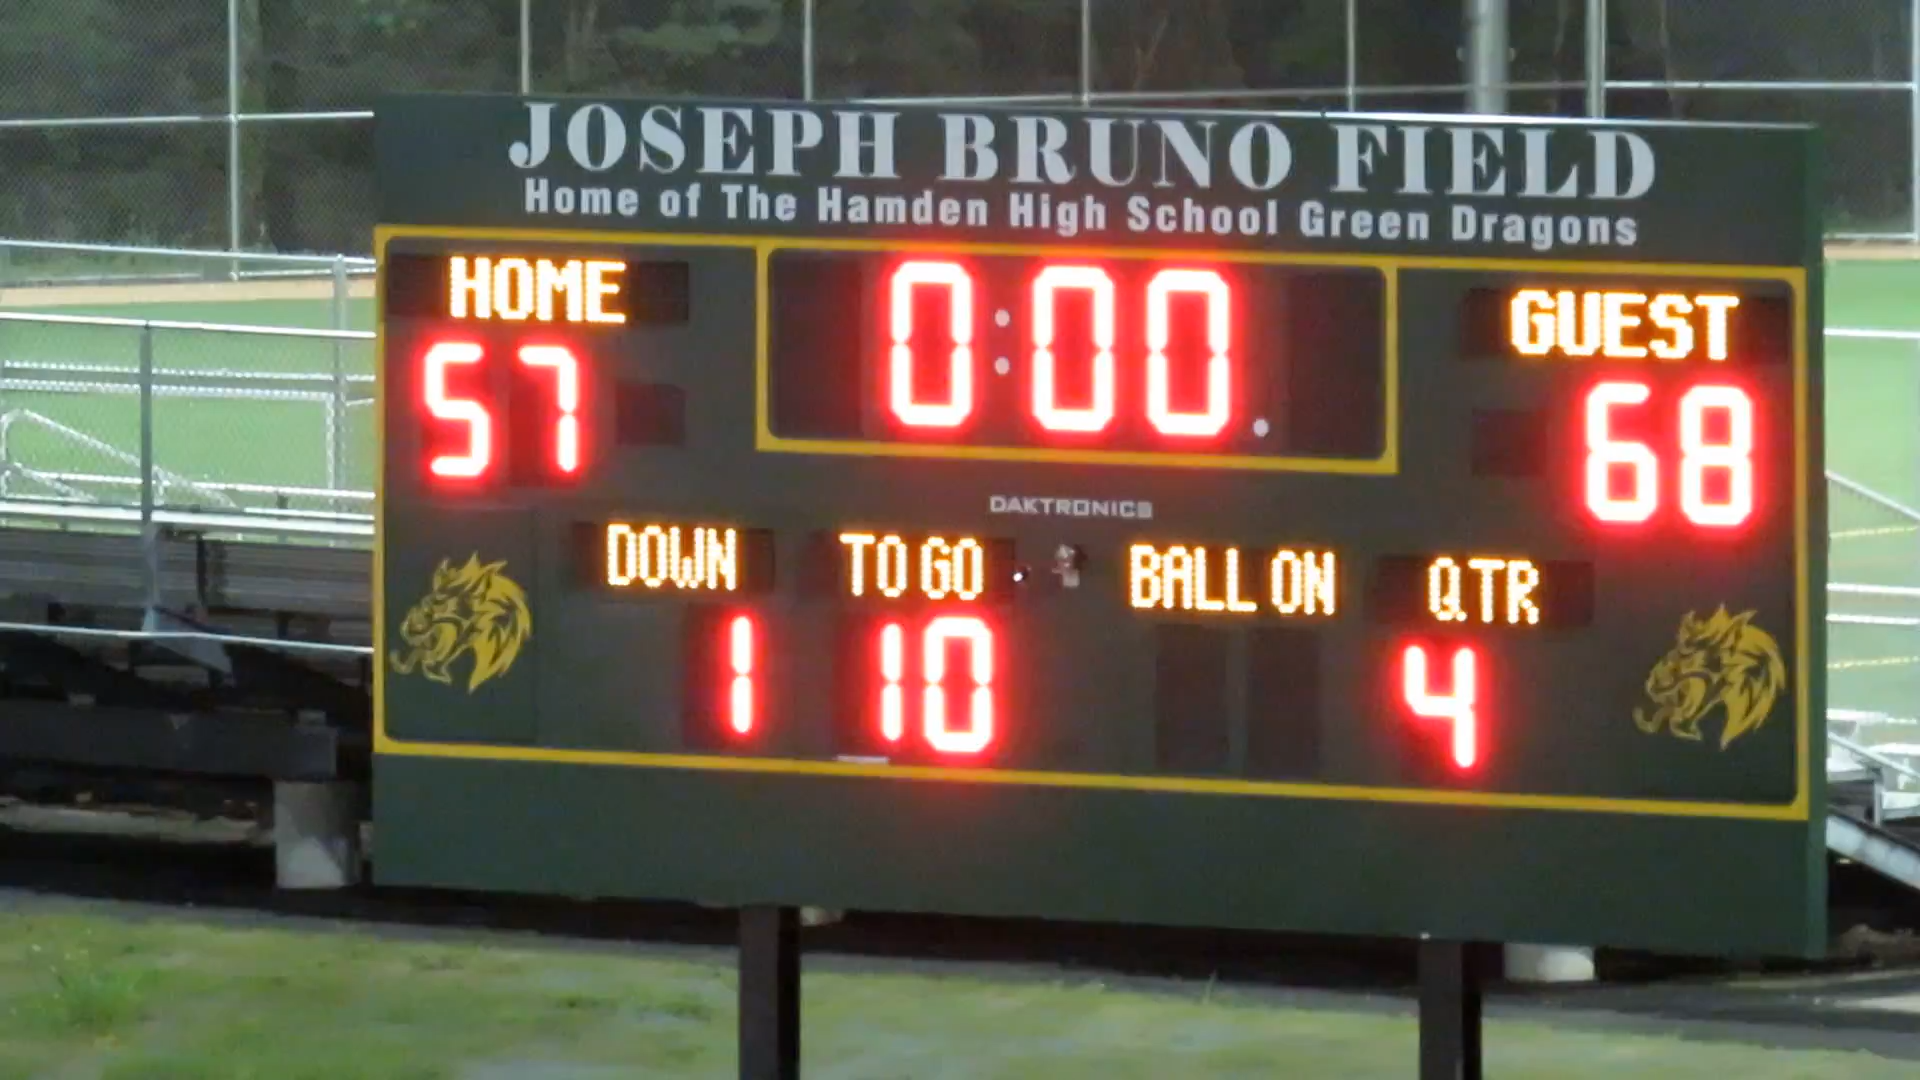 JOSEPH BRUNO FIELD
Home of The Hamden High School Green Dragons
HOME 0:00 GUEST
57 68
DAKTRONICS
DOWN TO GO BALL ON QTR
1 10 4